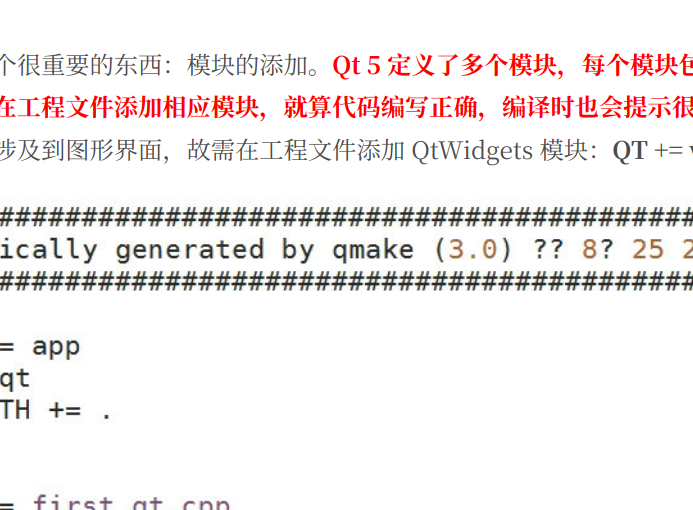 个很重要的东西：模块的添加。Qt 5 定义了多个模块，每个模块包
在工程文件添加相应模块，就算代码编写正确，编译时也会提示很
涉及到图形界面，故需在工程文件添加 QtWidgets 模块：QT +=
##########################################
ically generated by qmake (3.0) ?? 8? 25 2
##########################################
= app
qt
TH += .
= first_qt.cpp